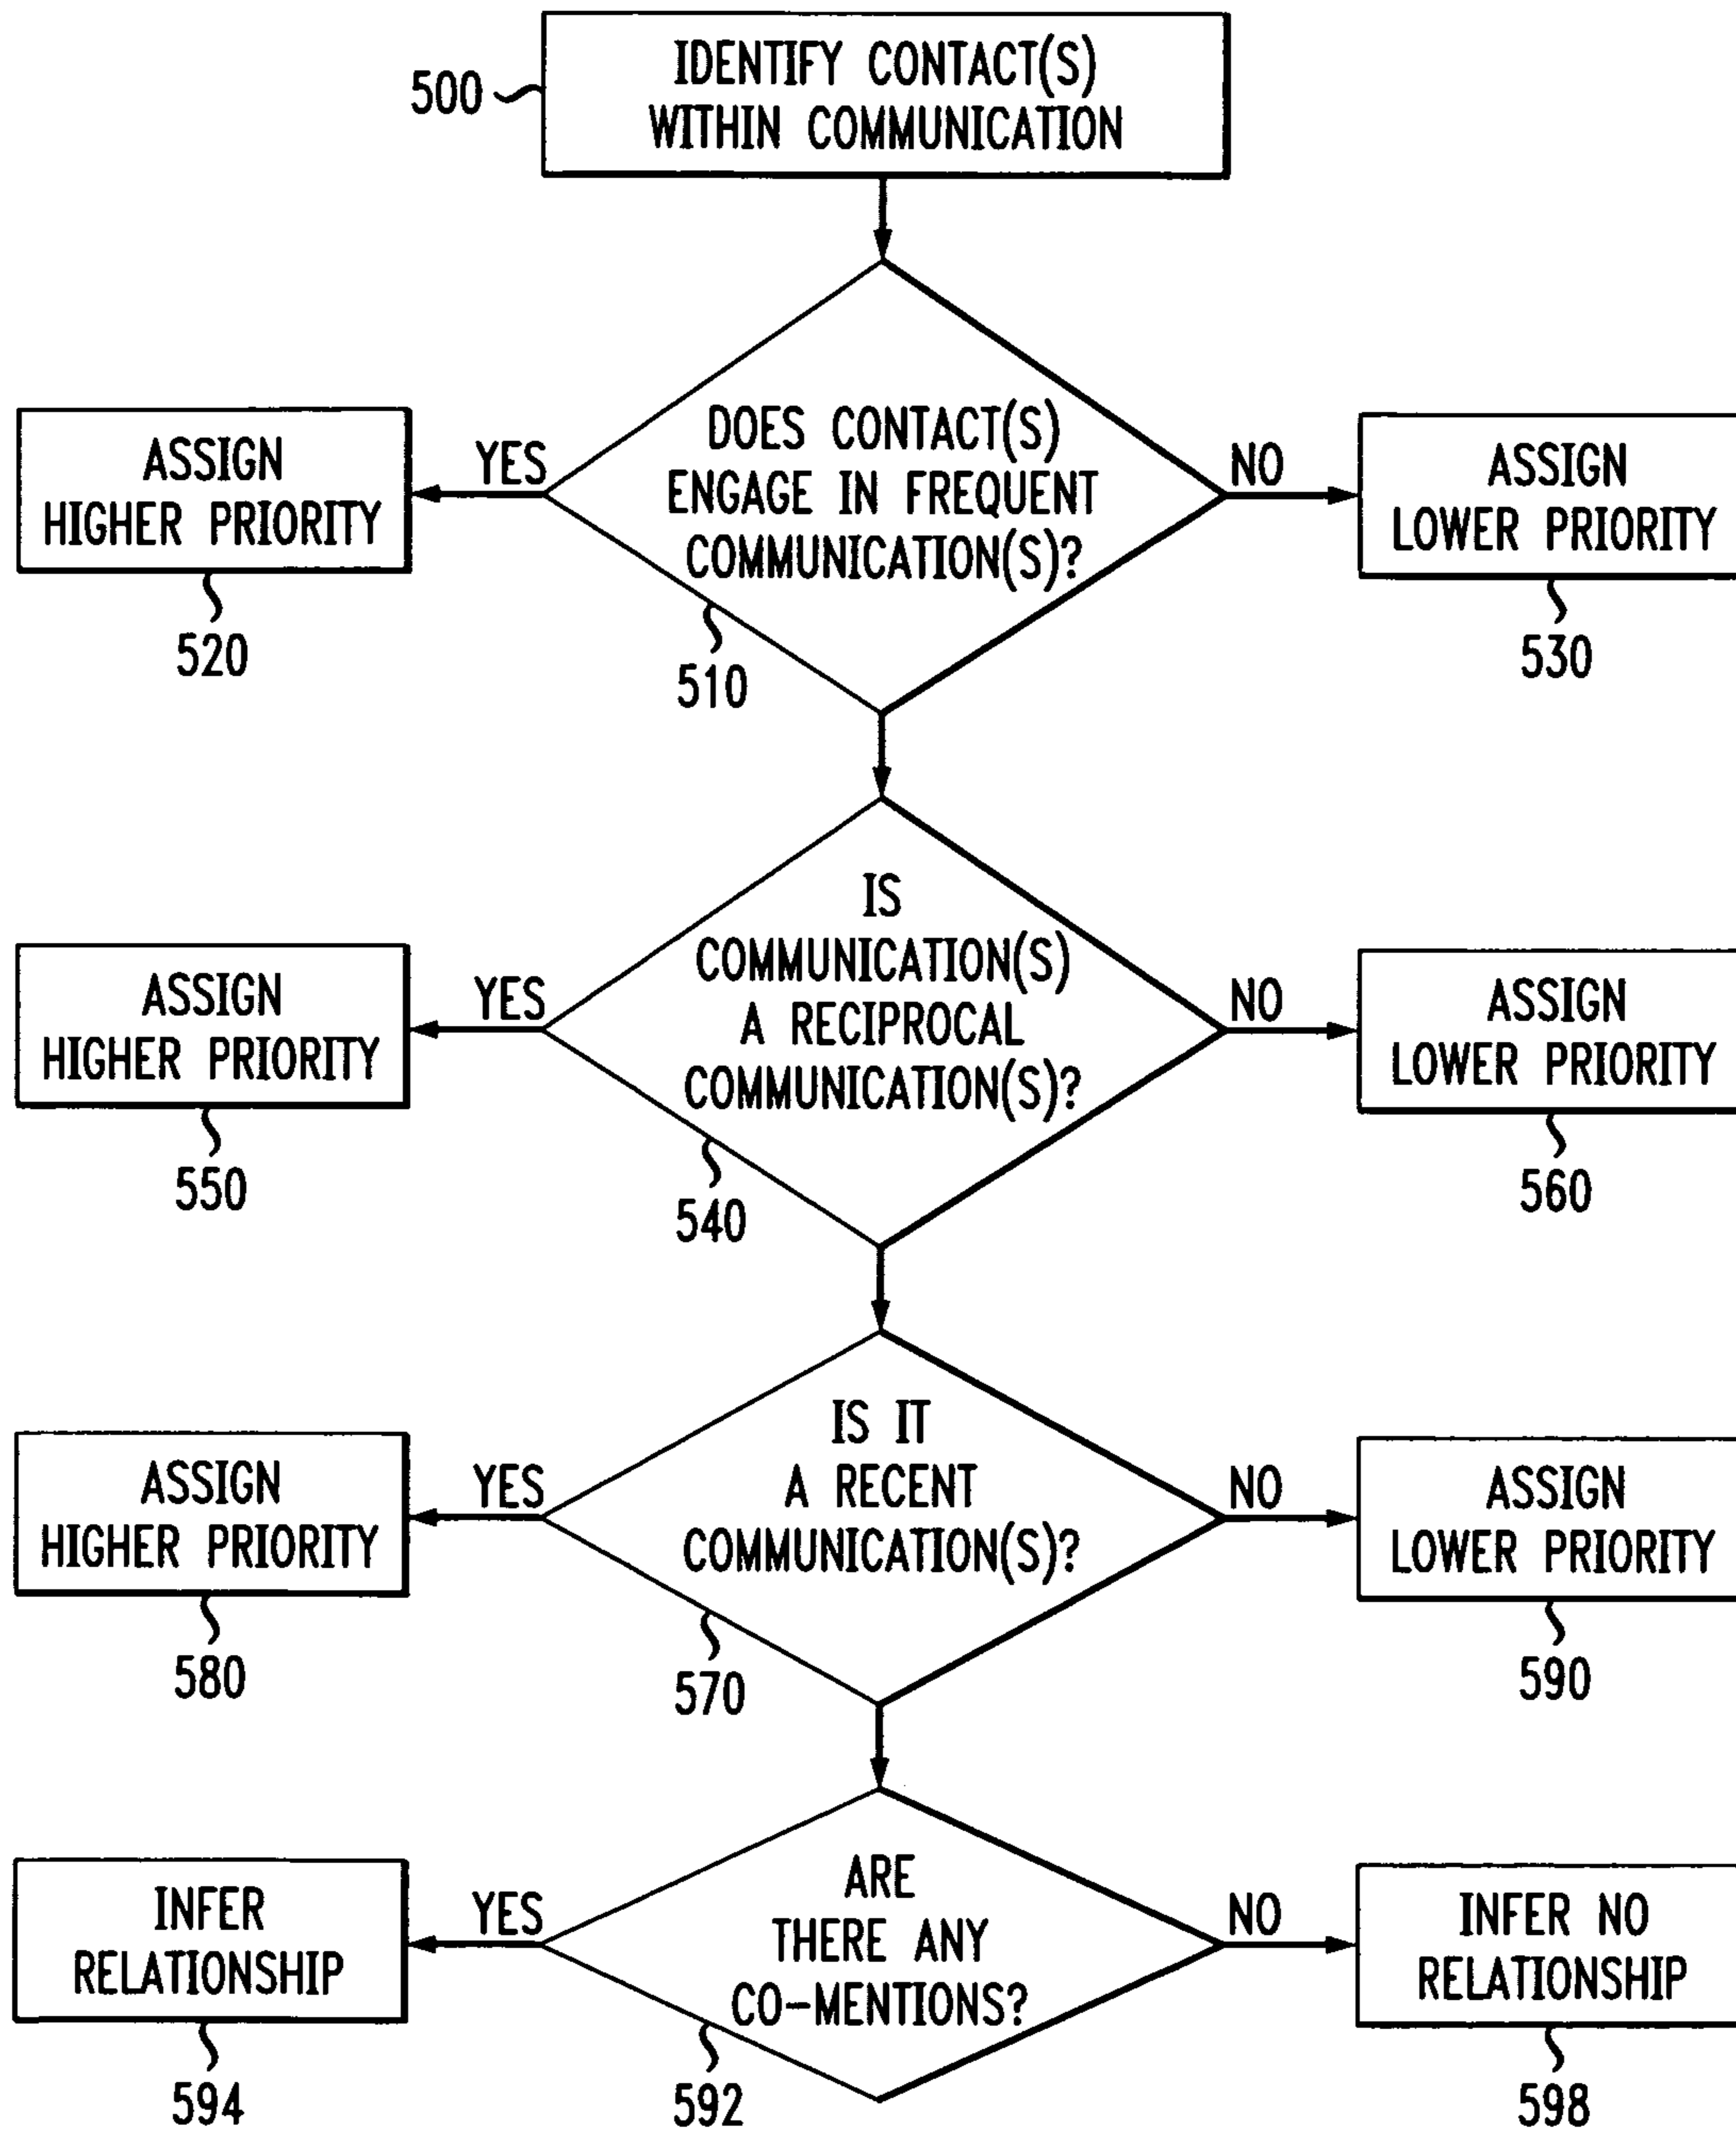 500
IDENTIFY CONTACT(S)
WITHIN COMMUNICATION
DOES CONTACT(S)
ENGAGE IN FREQUENT
COMMUNICATION(S)?
510
YES
ASSIGN
HIGHER PRIORITY
520
NO
ASSIGN
LOWER PRIORITY
530
IS
COMMUNICATION(S)
A RECIPROCAL
COMMUNICATION(S)?
540
YES
ASSIGN
HIGHER PRIORITY
550
NO
ASSIGN
LOWER PRIORITY
560
IS IT
A RECENT
COMMUNICATION(S)?
570
YES
ASSIGN
HIGHER PRIORITY
580
NO
ASSIGN
LOWER PRIORITY
590
ARE
THERE ANY
CO-MENTIONS?
592
YES
INFER
RELATIONSHIP
594
NO
INFER NO
RELATIONSHIP
598